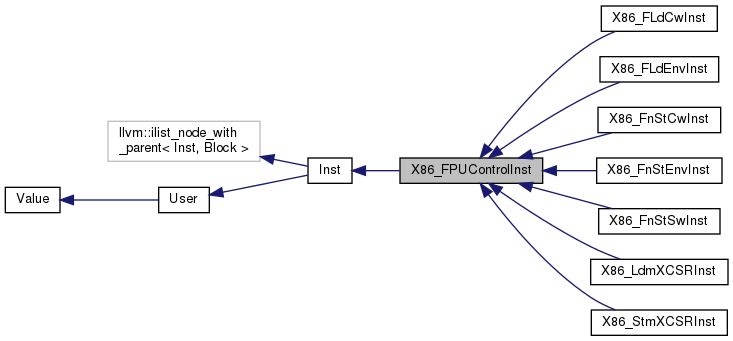 X86_FLdCwInst
X86_FLdEnvInst
X86_FnStCwInst
llvm::ilist_node_with
_parent< Inst, Block >
Inst
X86_FPUControlInst
X86_FnStEnvInst
Value
User
X86_FnStSwInst
X86_LdmXCSRInst
X86_StmXCSRInst